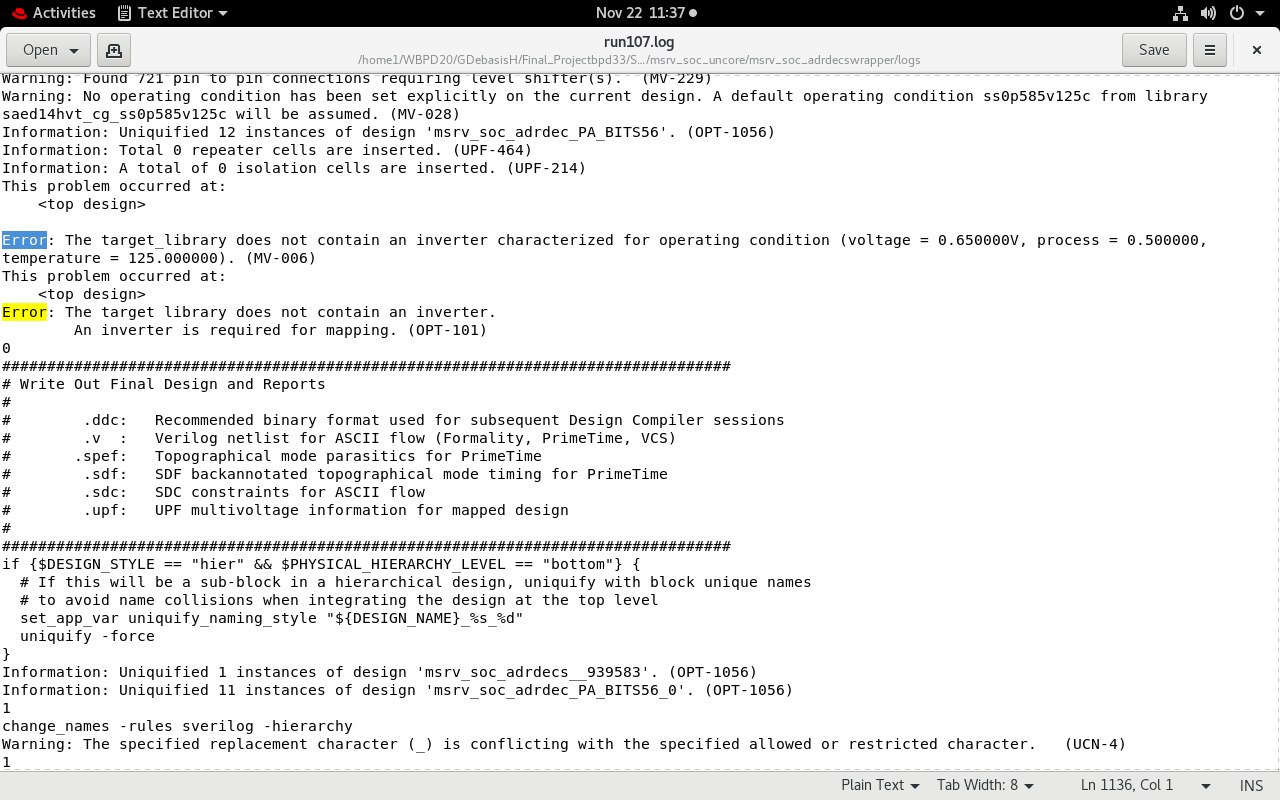 Activities
Text Editor
Nov 22 11:37
Open
run107.log
/home1/WBPD20/GDebasisH/Final_Projectbpd33/S.../msrv_soc_uncore/msrv_soc_adrdecswrapper/logs
Save
Warning: Found 721 pin to pin connections requiring level shifter(s).  (MV-229)
Warning: No operating condition has been set explicitly on the current design. A default operating condition ss0p585v125c from library
saed14hvt_cg_ss0p585v125c will be assumed. (MV-028)
Information: Uniquified 12 instances of design 'msrv_soc_adrdec_PA_BITS56'. (OPT-1056)
Information: Total 0 repeater cells are inserted. (UPF-464)
Information: A total of 0 isolation cells are inserted. (UPF-214)
This problem occurred at:
    <top design>
Error: The target_library does not contain an inverter characterized for operating condition (voltage = 0.650000V, process = 0.500000,
temperature = 125.000000). (MV-006)
This problem occurred at:
    <top design>
Error: The target library does not contain an inverter.
        An inverter is required for mapping. (OPT-101)
0
#################################################################################
# Write Out Final Design and Reports
#
#        .ddc:   Recommended binary format used for subsequent Design Compiler sessions
#        .v  :   Verilog netlist for ASCII flow (Formality, PrimeTime, VCS)
#       .spef:   Topographical mode parasitics for PrimeTime
#        .sdf:   SDF backannotated topographical mode timing for PrimeTime
#        .sdc:   SDC constraints for ASCII flow
#        .upf:   UPF multivoltage information for mapped design
#
#################################################################################
if {$DESIGN_STYLE == "hier" && $PHYSICAL_HIERARCHY_LEVEL == "bottom"} {
  # If this will be a sub-block in a hierarchical design, uniquify with block unique names
  # to avoid name collisions when integrating the design at the top level
  set_app_var uniquify_naming_style "${DESIGN_NAME}_%s_%d"
  uniquify -force
}
Information: Uniquified 1 instances of design 'msrv_soc_adrdecs__939583'. (OPT-1056)
Information: Uniquified 11 instances of design 'msrv_soc_adrdec_PA_BITS56_0'. (OPT-1056)
1
change_names -rules sverilog -hierarchy
Warning: The specified replacement character (_) is conflicting with the specified allowed or restricted character.   (UCN-4)
1
Plain Text
Tab Width: 8
Ln 1136, Col 1
INS